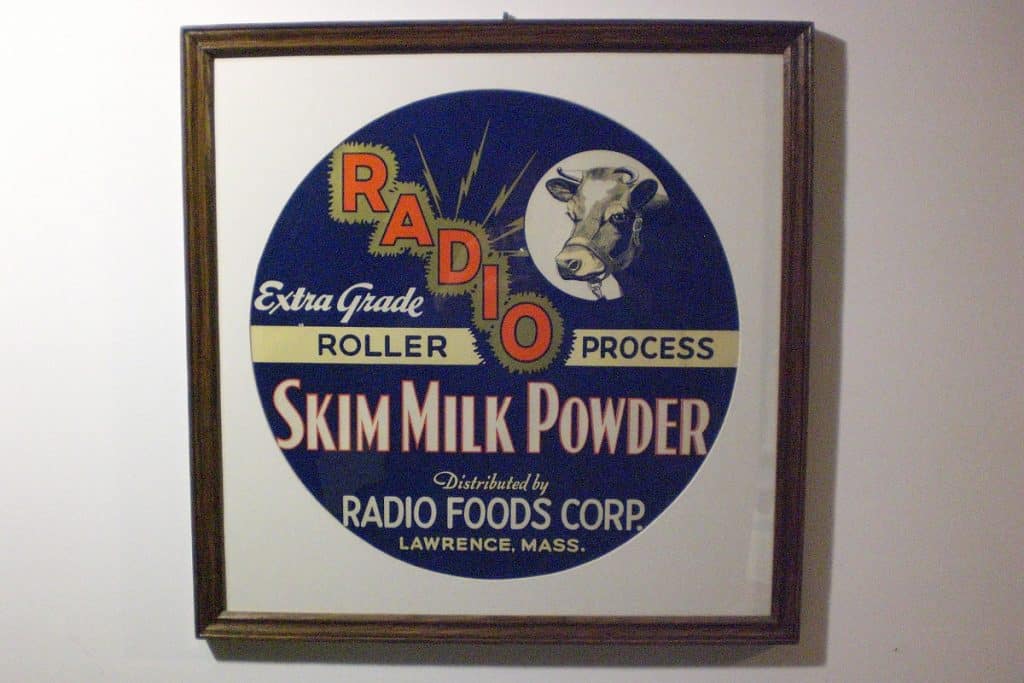 RADIO
Extra Grade
ROLLER PROCESS
SKIM MILK POWDER
Distributed by
RADIO FOODS CORP.
LAWRENCE, MASS.